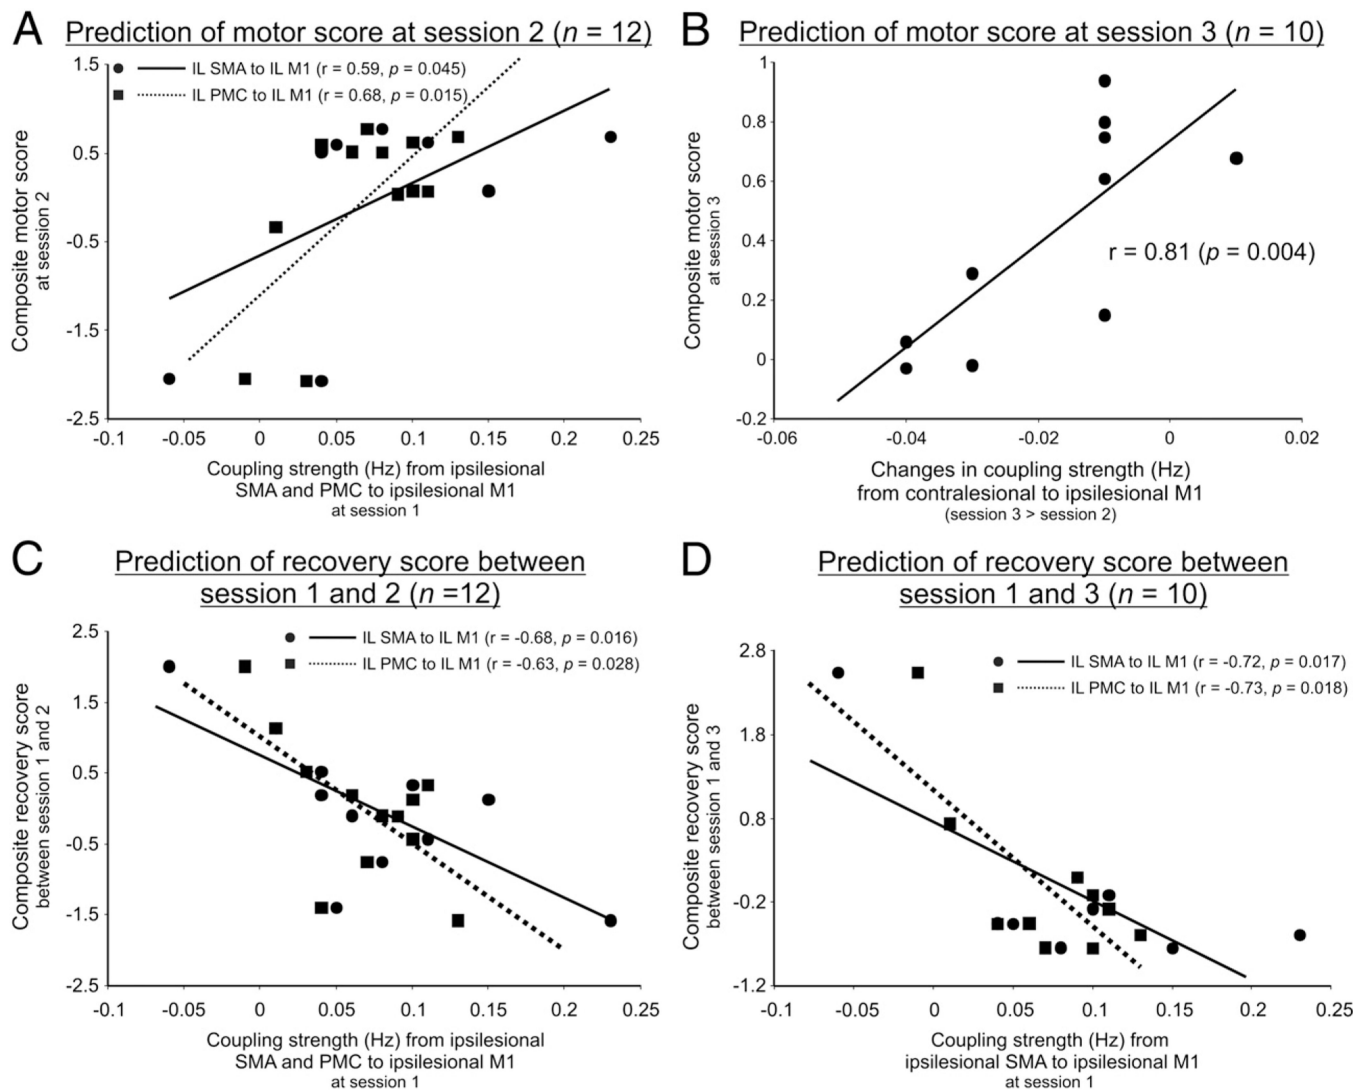 A Prediction of motor score at session 2 (n = 12)
IL SMA to IL M1 (r = 0.59, p = 0.045)
IL PMC to IL M1 (r = 0.68, p = 0.015)
Composite motor score
at session 2
1.5
0.5
-0.5
-1.5
-2.5
-0.1 -0.05 0 0.05 0.1 0.15 0.2 0.25
Coupling strength (Hz) from ipsilesional
SMA and PMC to ipsilesional M1
at session 1
B Prediction of motor score at session 3 (n = 10)
Composite motor score
at session 3
1
0.8
0.6
0.4
0.2
0
-0.2
r = 0.81 (p = 0.004)
-0.06 -0.04 -0.02 0 0.02
Changes in coupling strength (Hz)
from contralesional to ipsilesional M1
(session 3 > session 2)
C Prediction of recovery score between
session 1 and 2 (n =12)
IL SMA to IL M1 (r = -0.68, p = 0.016)
IL PMC to IL M1 (r = -0.63, p = 0.028)
Composite recovery score
between session 1 and 2
2.5
1.5
0.5
-0.5
-1.5
-2.5
-0.1 -0.05 0 0.05 0.1 0.15 0.2 0.25
Coupling strength (Hz) from ipsilesional
SMA and PMC to ipsilesional M1
at session 1
D Prediction of recovery score between
session 1 and 3 (n = 10)
IL SMA to IL M1 (r = -0.72, p = 0.017)
IL PMC to IL M1 (r = -0.73, p = 0.018)
Composite recovery score
between session 1 and 3
2.8
1.8
0.8
-0.2
-1.2
-0.1 -0.05 0 0.05 0.1 0.15 0.2 0.25
Coupling strength (Hz) from
ipsilesional SMA to ipsilesional M1
at session 1